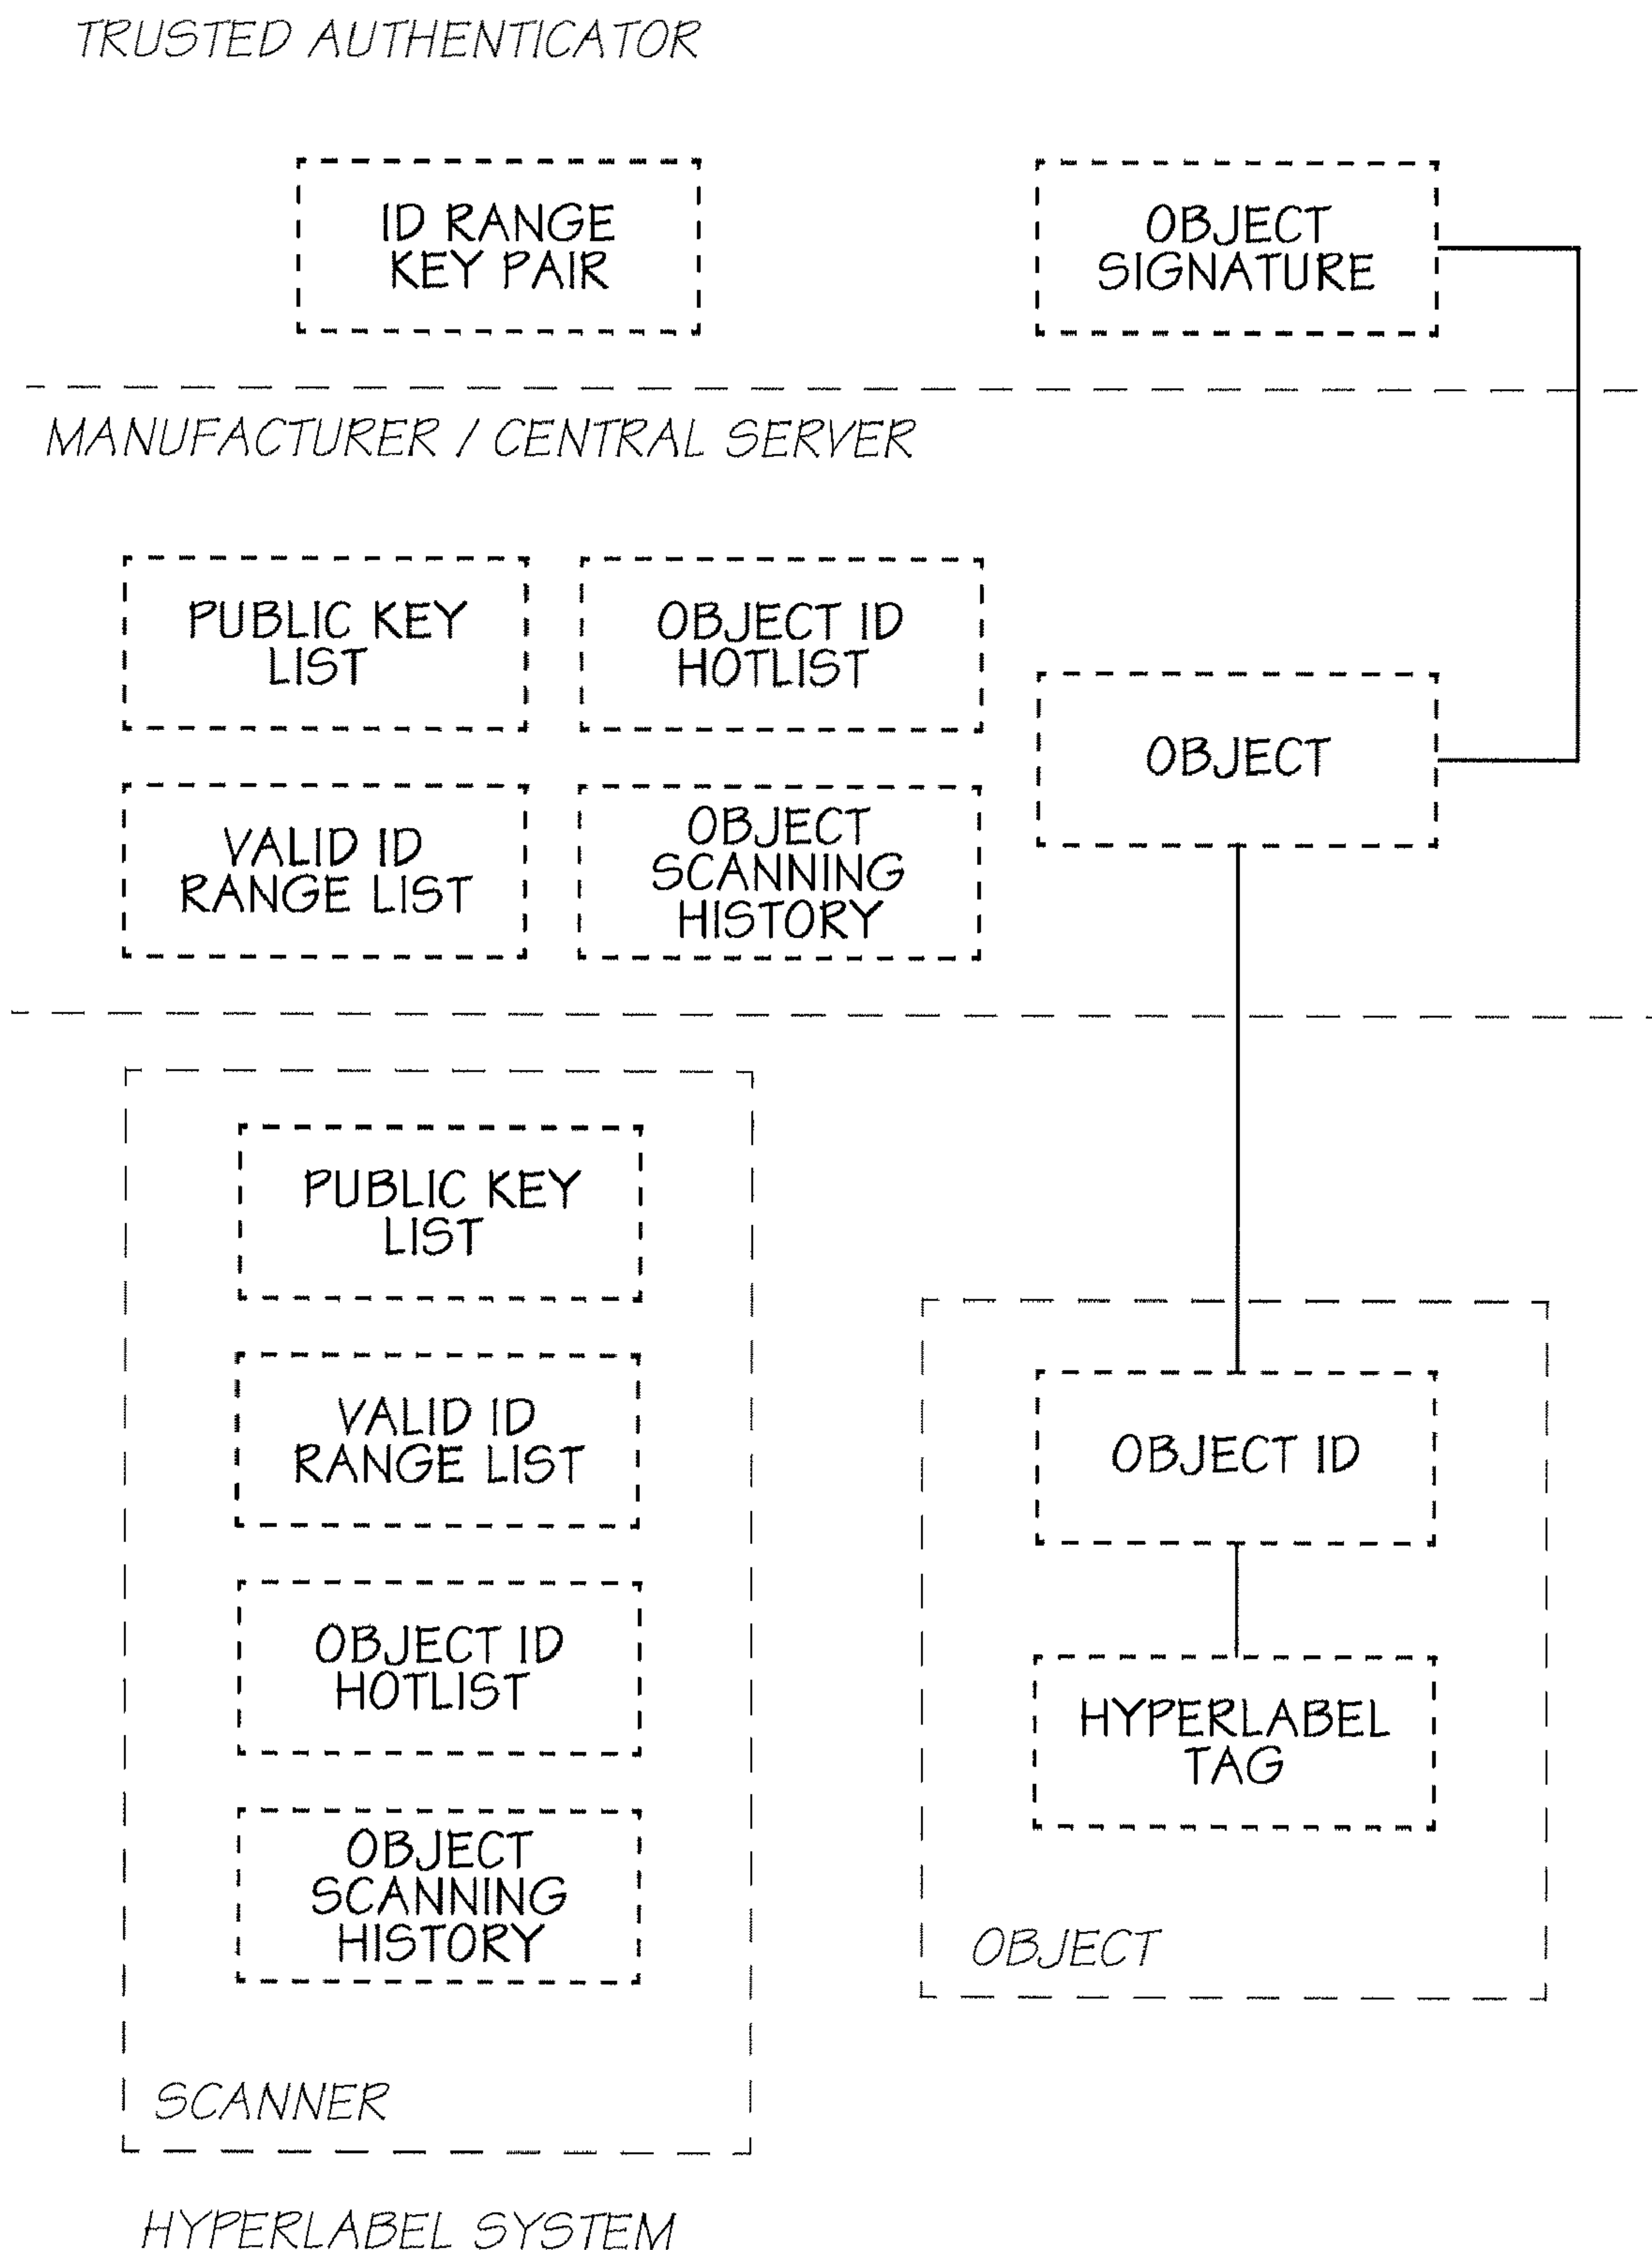 TRUSTED AUTHENTICATOR
ID RANGE
KEY PAIR
OBJECT
SIGNATURE
MANUFACTURER / CENTRAL SERVER
PUBLIC KEY
LIST
OBJECT ID
HOTLIST
OBJECT
VALID ID
RANGE LIST
OBJECT
SCANNING
HISTORY
PUBLIC KEY
LIST
VALID ID
RANGE LIST
OBJECT ID
HOTLIST
OBJECT
SCANNING
HISTORY
SCANNER
OBJECT ID
HYPERLABEL
TAG
OBJECT
HYPERLABEL SYSTEM